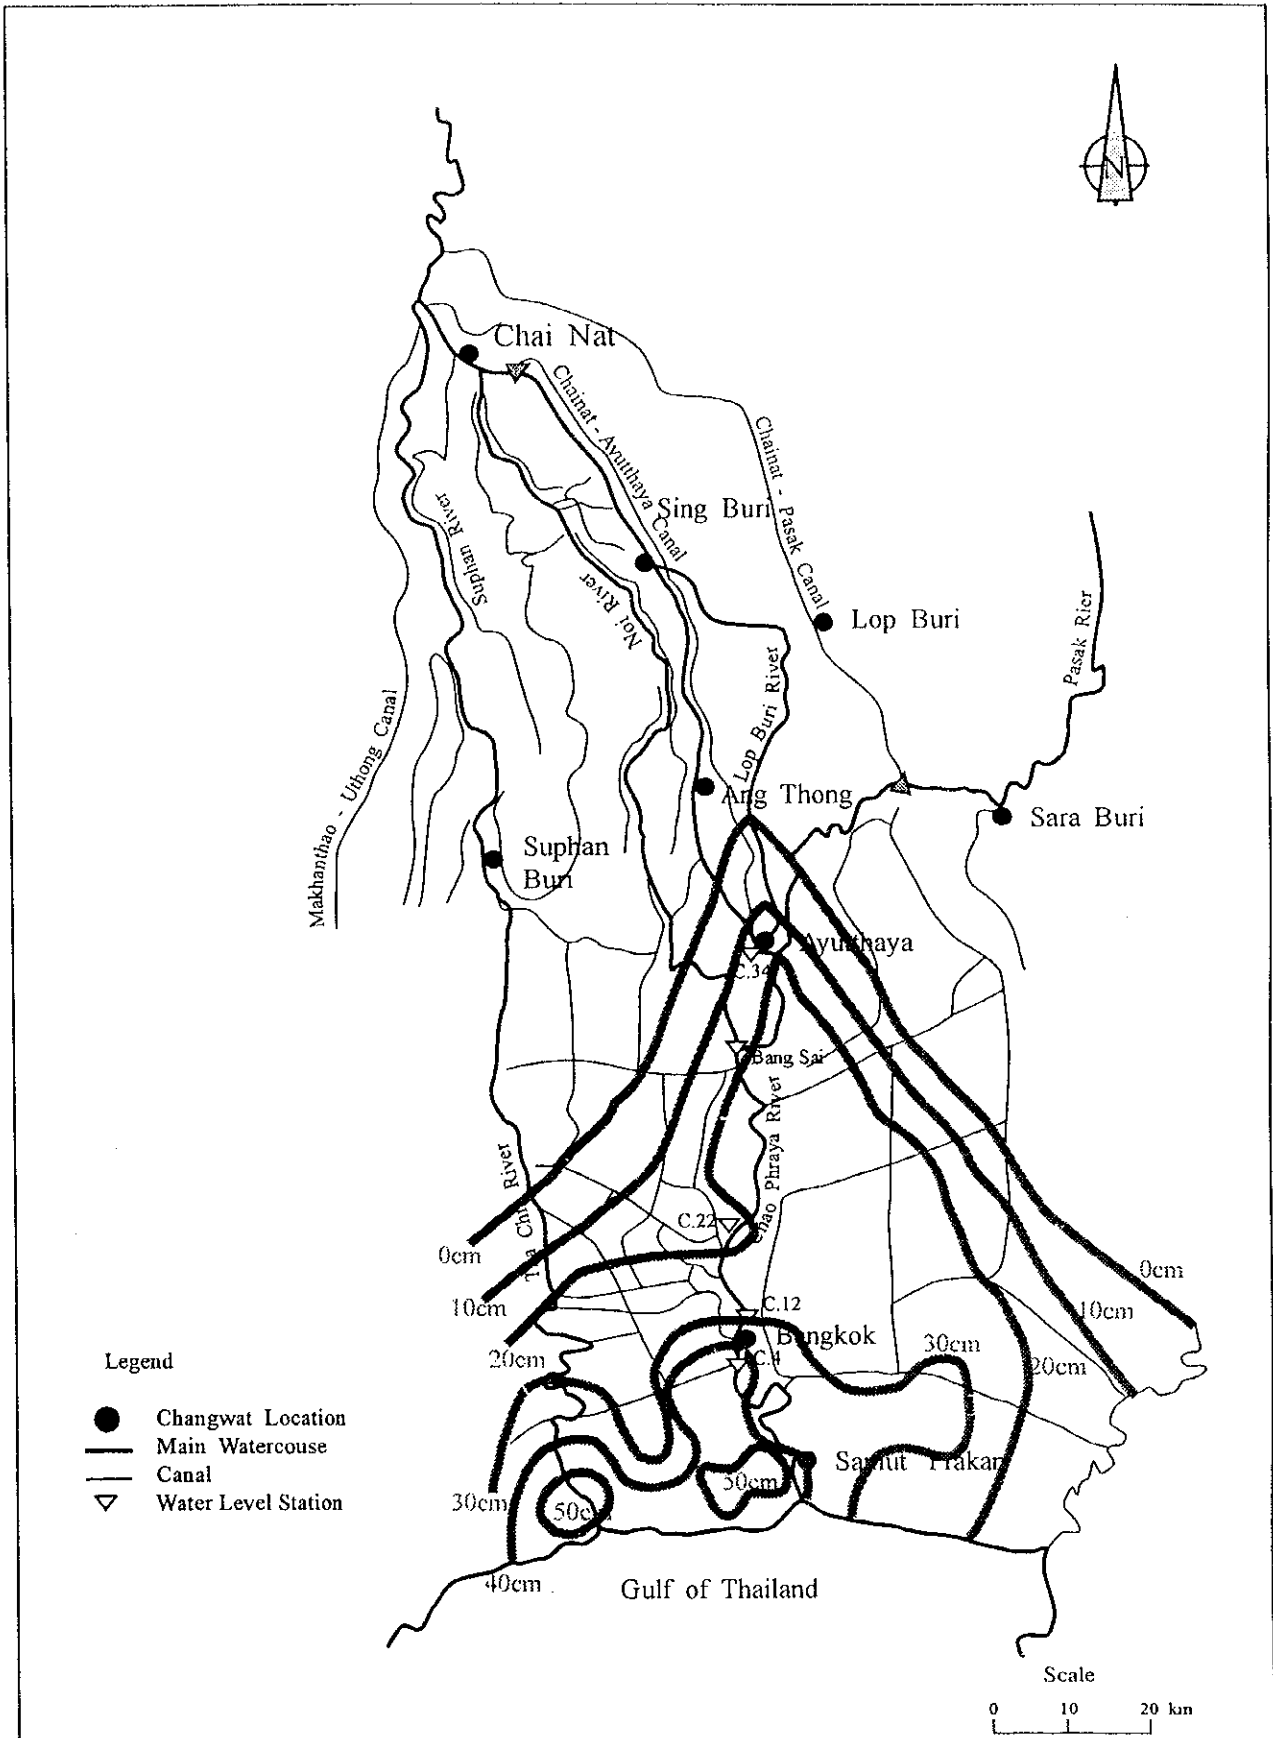 N
Chai Nat
Chainat - Ayutthaya Canal
Chainat - Pasak Canal
Sing Buri
Suphan River
Noi River
Lop Buri
Pasak Rier
Lop Buri River
Makhanthao - Uthong Canal
Ang Thong
Sara Buri
Suphan
Buri
Ayutthaya
C.34
Bang Sai
Chao Phraya River
Tha Chi River
C.22
0cm
0cm
10cm
C.12
10cm
Bangkok
30cm
20cm
C.4
20cm
Legend
Changwat Location
Main Watercouse
Canal
Water Level Station
Samut Prakan
50cm
30cm
50cm
40cm
Gulf of Thailand
Scale
0 10 20 km